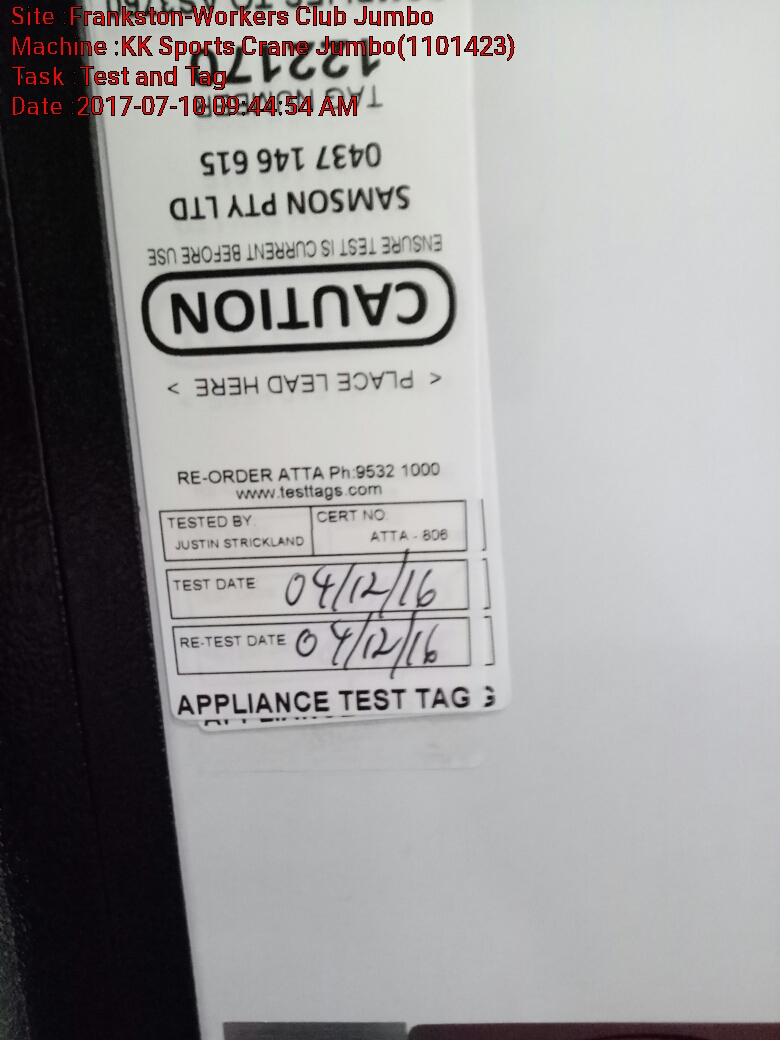 Site :Frankston-Workers Club Jumbo
Machine :KK Sports Crane Jumbo(1101423)
Task :Test and Tag
Date :2017-07-10 09:44:54 AM
122170
TAG NUMBER
0437 146 615
SAMSON PTY LTD
ENSURE TEST IS CURRENT BEFORE USE
CAUTION
< PLACE LEAD HERE >
RE-ORDER ATTA Ph:9532 1000
www.testtags.com
TESTED BY.
JUSTIN STRICKLAND
CERT NO.
ATTA - 806
TEST DATE 04/12/16
RE-TEST DATE 04/12/16
APPLIANCE TEST TAG